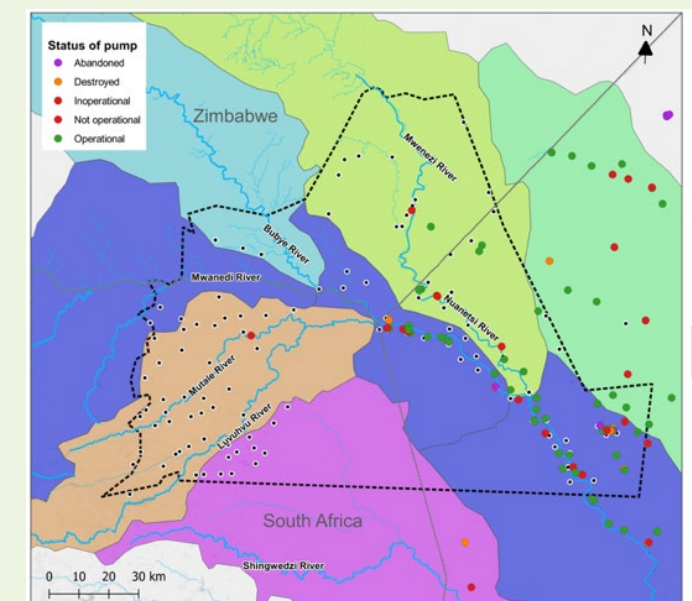 Status of pump
Abandoned
Destroyed
Inoperational
Not operational
Operational
N
Zimbabwe
Mwenezi River
Bubye River
Mwanedi River
Nuanetsi River
Mutale River
Lvuvhu River
South Africa
Shingwedzi River
0 10 20 30 km